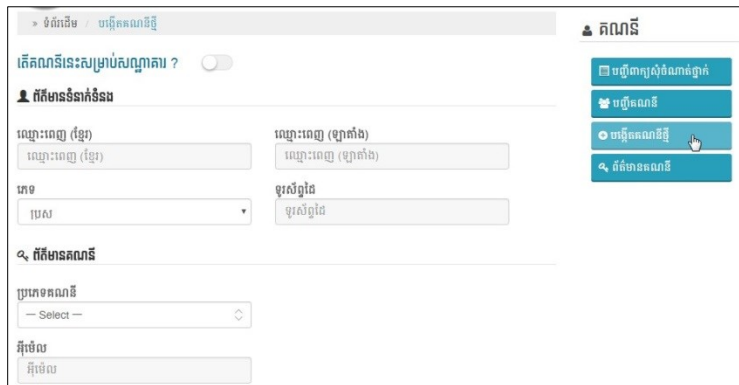 » ទំព័រដើម / បង្កើតគណនីថ្មី
តើគណនីនេះសម្រាប់សណ្ឋាគារ ?
ព័ត៌មានទំនាក់ទំនង
ឈ្មោះពេញ (ខ្មែរ)
ឈ្មោះពេញ (ឡាតាំង)
ឈ្មោះពេញ (ខ្មែរ)
ឈ្មោះពេញ (ឡាតាំង)
ភេទ
ទូរស័ព្ទដៃ
ប្រុស
ទូរស័ព្ទដៃ
ព័ត៌មានគណនី
ប្រភេទគណនី
— Select —
អ៊ីម៉េល
អ៊ីម៉េល
គណនី
បញ្ជីពាក្យសុំចំណាត់ថ្នាក់
បញ្ជីគណនី
បង្កើតគណនីថ្មី
ព័ត៌មានគណនី